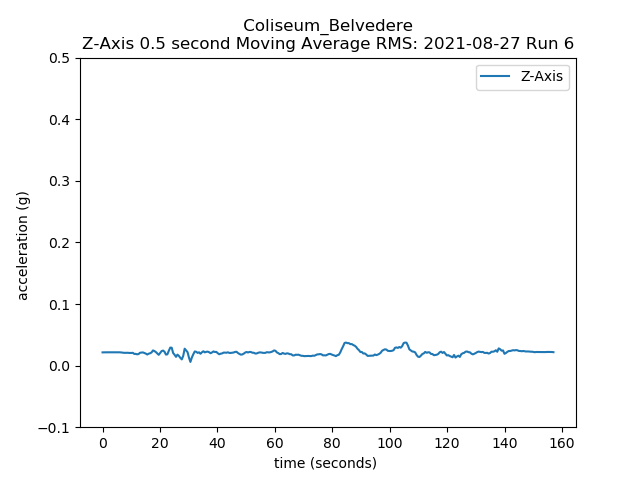 Coliseum_Belvedere
Z-Axis 0.5 second Moving Average RMS: 2021-08-27 Run 6
Z-Axis
acceleration (g)
0.5
0.4
0.3
0.2
0.1
0.0
−0.1
0 20 40 60 80 100 120 140 160
time (seconds)